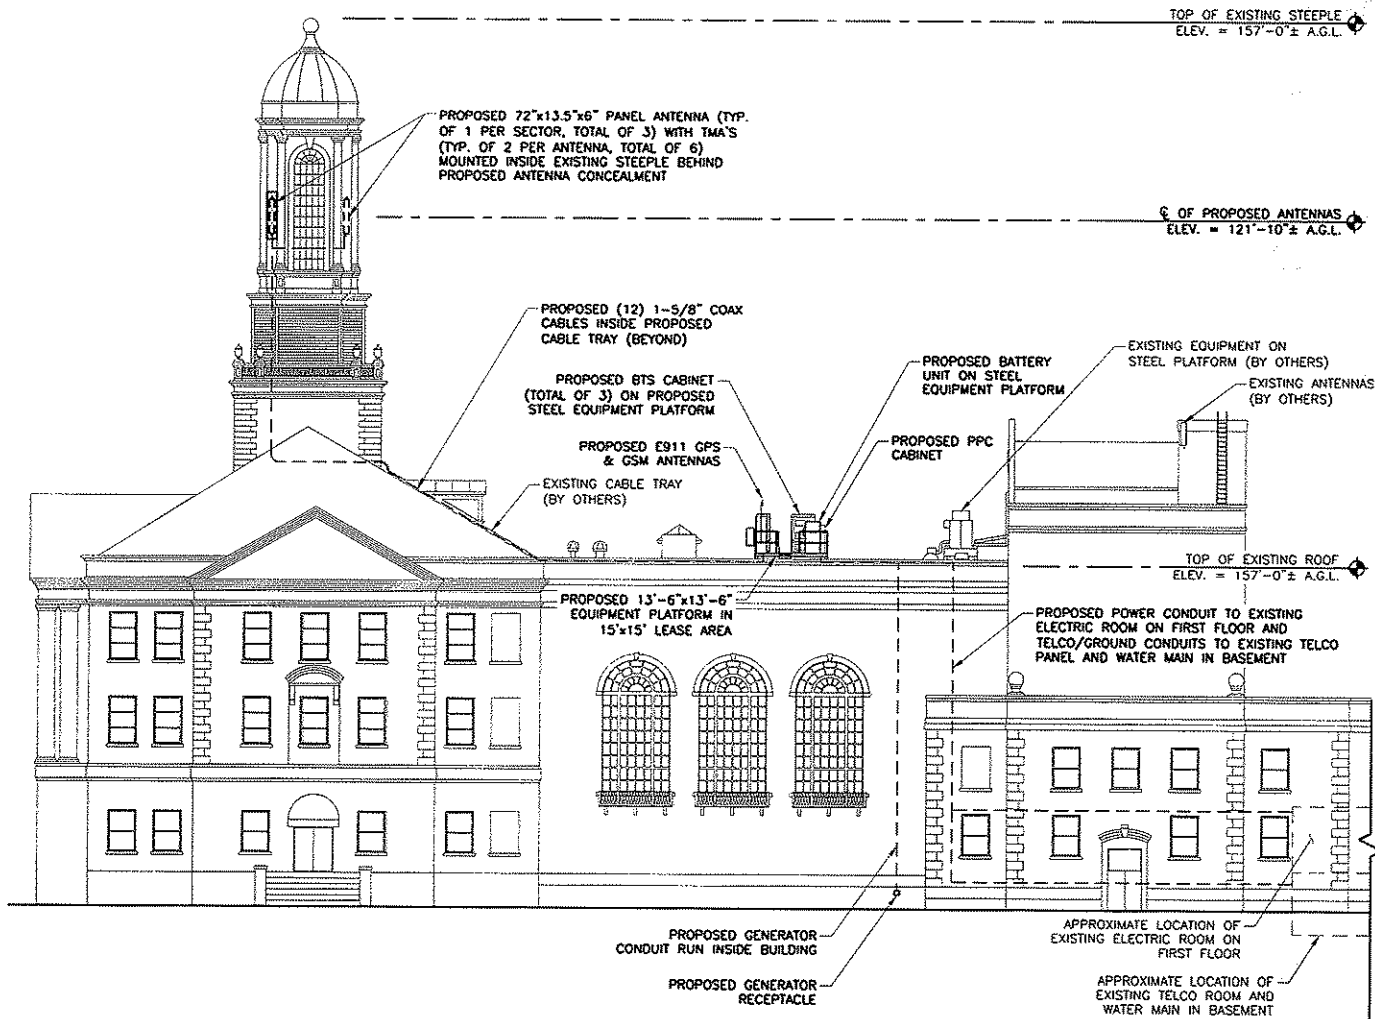 TOP OF EXISTING STEEPLE
ELEV. = 157'-0"± A.G.L.
PROPOSED 72"x13.5"x6" PANEL ANTENNA (TYP.
OF 1 PER SECTOR, TOTAL OF 3) WITH TMA'S
(TYP. OF 2 PER ANTENNA, TOTAL OF 6)
MOUNTED INSIDE EXISTING STEEPLE BEHIND
PROPOSED ANTENNA CONCEALMENT
℄ OF PROPOSED ANTENNAS
ELEV. = 121'-10"± A.G.L.
PROPOSED (12) 1-5/8" COAX
CABLES INSIDE PROPOSED
CABLE TRAY (BEYOND)
EXISTING EQUIPMENT ON
STEEL PLATFORM (BY OTHERS)
PROPOSED BATTERY
UNIT ON STEEL
EQUIPMENT PLATFORM
PROPOSED BTS CABINET
(TOTAL OF 3) ON PROPOSED
STEEL EQUIPMENT PLATFORM
EXISTING ANTENNAS
(BY OTHERS)
PROPOSED E911 GPS
& GSM ANTENNAS
PROPOSED PPC
CABINET
EXISTING CABLE TRAY
(BY OTHERS)
TOP OF EXISTING ROOF
ELEV. = 157'-0"± A.G.L.
PROPOSED 13'-6"x13'-6"
EQUIPMENT PLATFORM IN
15'x15' LEASE AREA
PROPOSED POWER CONDUIT TO EXISTING
ELECTRIC ROOM ON FIRST FLOOR AND
TELCO/GROUND CONDUITS TO EXISTING TELCO
PANEL AND WATER MAIN IN BASEMENT
PROPOSED GENERATOR
CONDUIT RUN INSIDE BUILDING
APPROXIMATE LOCATION OF
EXISTING ELECTRIC ROOM ON
FIRST FLOOR
PROPOSED GENERATOR
RECEPTACLE
APPROXIMATE LOCATION OF
EXISTING TELCO ROOM AND
WATER MAIN IN BASEMENT